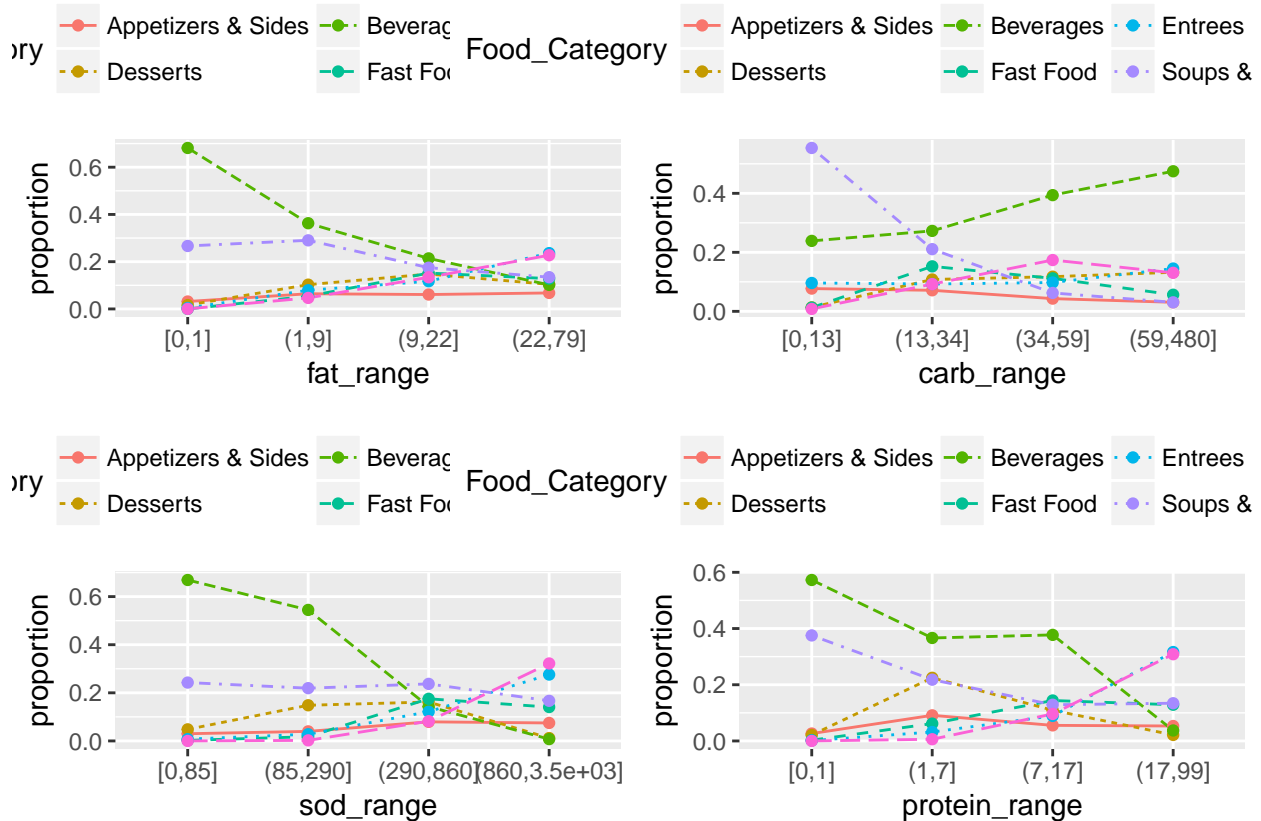 ory
Appetizers & Sides
Beverag
Desserts
Fast Foo
Food_Category
Appetizers & Sides
Beverages
Entrees
Desserts
Fast Food
Soups &
proportion
0.6
0.4
0.2
0.0
[0,1]
(1,9]
(9,22]
(22,79]
fat_range
proportion
0.4
0.2
0.0
[0,13]
(13,34]
(34,59]
(59,480]
carb_range
ory
Appetizers & Sides
Beverag
Desserts
Fast Foo
Food_Category
Appetizers & Sides
Beverages
Entrees
Desserts
Fast Food
Soups &
proportion
0.6
0.4
0.2
0.0
[0,85]
(85,290]
(290,860]
(860,3.5e+03]
sod_range
proportion
0.6
0.4
0.2
0.0
[0,1]
(1,7]
(7,17]
(17,99]
protein_range